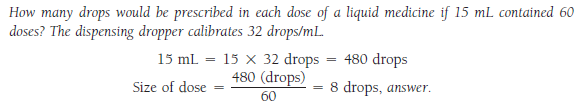 How many drops would be prescribed in each dose of a liquid medicine if 15 mL contained 60
doses? The dispensing dropper calibrates 32 drops/mL.
15 mL = 15 × 32 drops = 480 drops
Size of dose = 480 (drops) / 60 = 8 drops, answer.